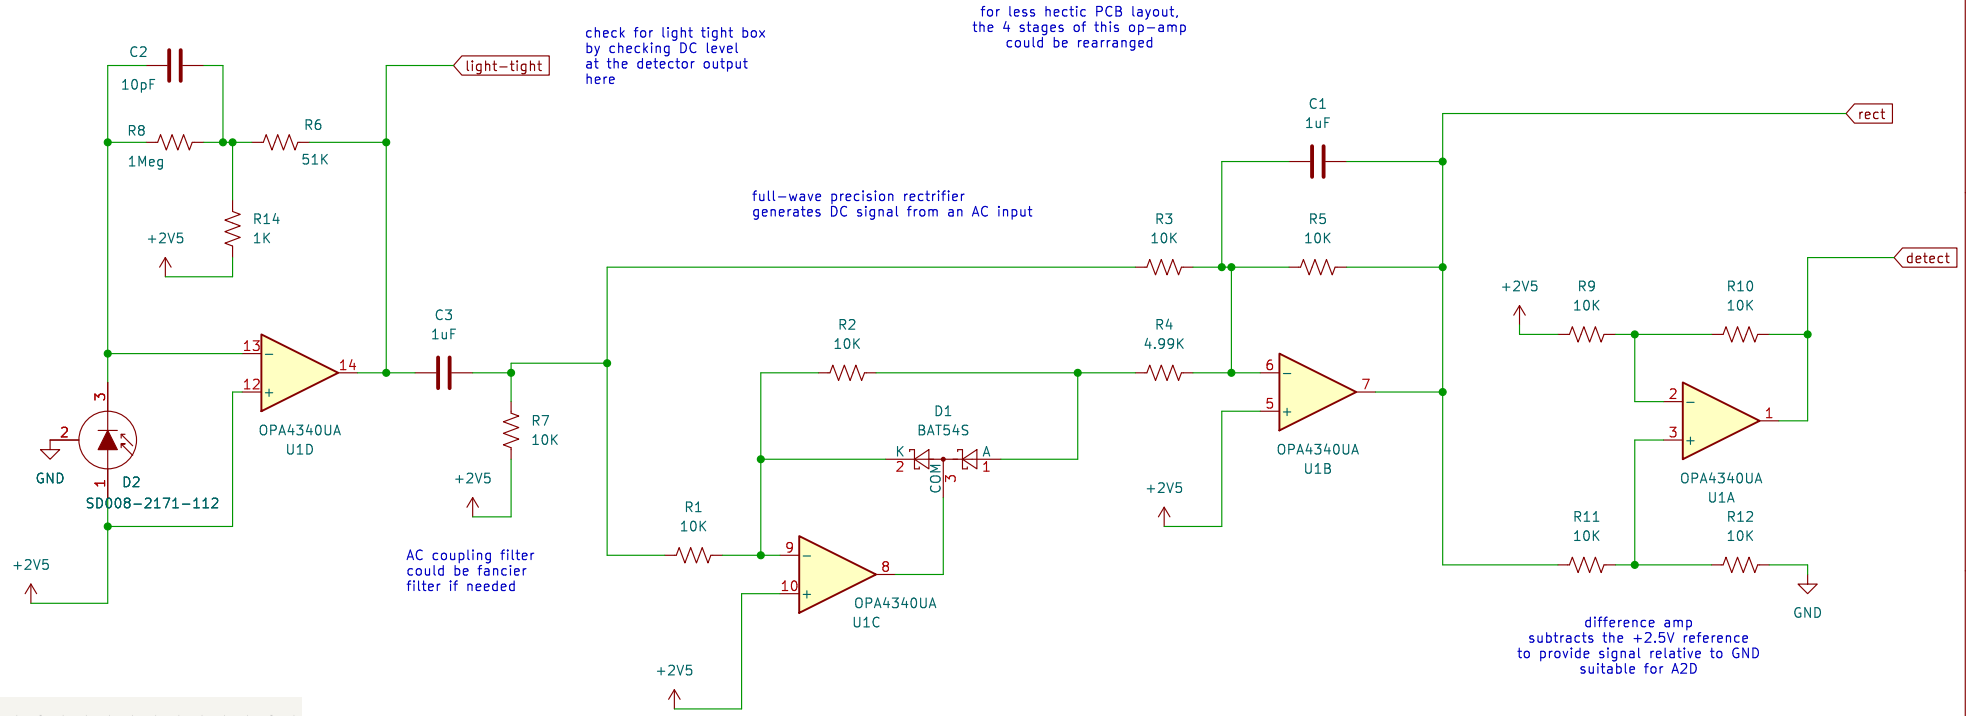 for less hectic PCB layout,
the 4 stages of this op-amp
could be rearranged
check for light tight box
by checking DC level
at the detector output
here
C2
10pF
light-tight
R8
1Meg
R6
51K
R14
1K
+2V5
C1
1uF
rect
full-wave precision rectrifier
generates DC signal from an AC input
R3
10K
R5
10K
detect
+2V5
R9
10K
R10
10K
C3
1uF
R2
10K
R4
4.99K
13
12
14
−
+
OPA4340UA
U1D
6
5
7
−
+
OPA4340UA
U1B
2
3
1
−
+
OPA4340UA
U1A
3
2
1
GND
D2
SD008-2171-112
R7
10K
+2V5
D1
BAT54S
K
2
COM
3
A
1
+2V5
R1
10K
R11
10K
R12
10K
AC coupling filter
could be fancier
filter if needed
+2V5
9
10
8
−
+
OPA4340UA
U1C
GND
difference amp
subtracts the +2.5V reference
to provide signal relative to GND
suitable for A2D
+2V5